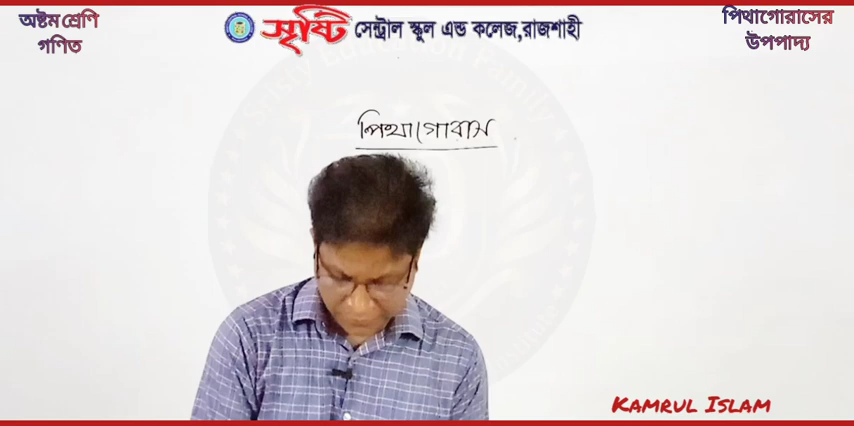 অষ্টম শ্রেণি
গণিত
সৃষ্টি সেন্ট্রাল স্কুল এন্ড কলেজ,রাজশাহী
পিথাগোরাসের
উপপাদ্য
পিথাগোরাস
Kamrul Islam